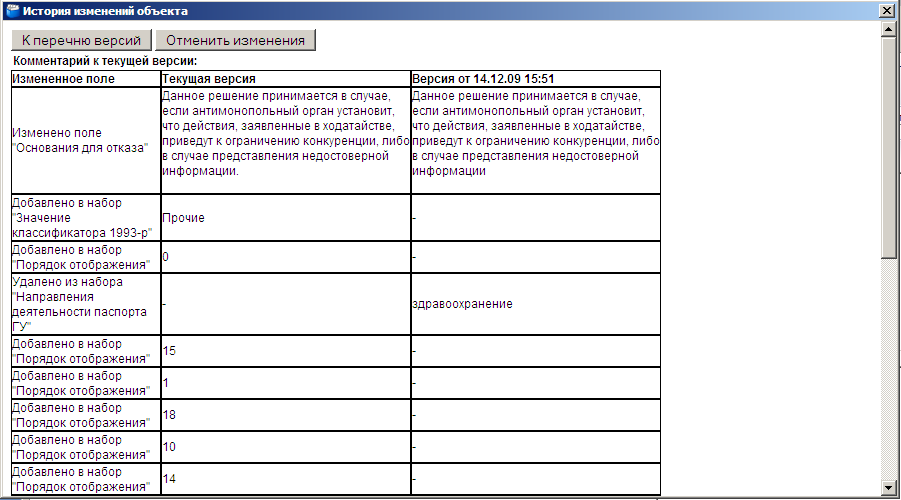 История изменений объекта
К перечню версий Отменить изменения
Комментарий к текущей версии:
Измененное поле Текущая версия Версия от 14.12.09 15:51
Изменено поле
"Основания для отказа"
Данное решение принимается в случае,
если антимонопольный орган установит,
что действия, заявленные в ходатайстве,
приведут к ограничению конкуренции, либо
в случае представления недостоверной
информации.
Данное решение принимается в случае,
если антимонопольный орган установит,
что действия, заявленные в ходатайстве,
приведут к ограничению конкуренции, либо
в случае представления недостоверной
информации
Добавлено в набор
"Значение
классификатора 1993-р"
Прочие
-
Добавлено в набор
"Порядок отображения"
0
-
Удалено из набора
"Направления
деятельности паспорта
ГУ"
-
здравоохранение
Добавлено в набор
"Порядок отображения"
15
-
Добавлено в набор
"Порядок отображения"
1
-
Добавлено в набор
"Порядок отображения"
18
-
Добавлено в набор
"Порядок отображения"
10
-
Добавлено в набор
"Порядок отображения"
14
-